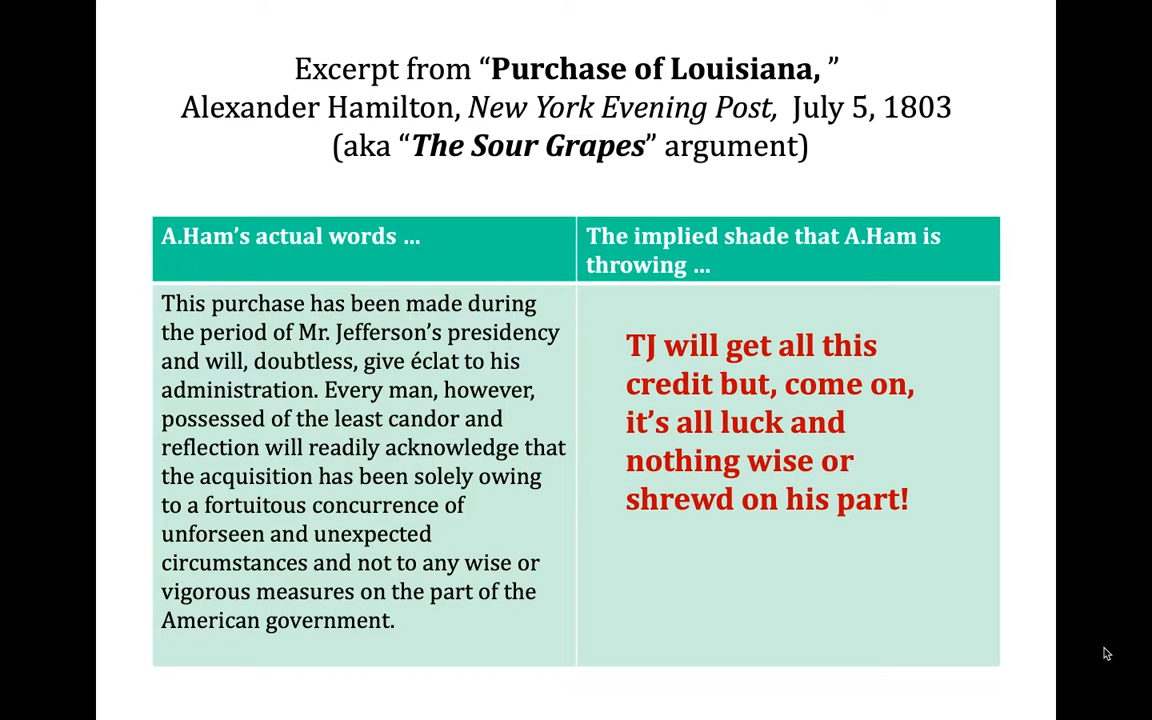 Excerpt from “Purchase of Louisiana, ”
Alexander Hamilton, New York Evening Post, July 5, 1803
(aka “The Sour Grapes” argument)
A.Ham’s actual words …
The implied shade that A.Ham is
throwing …
This purchase has been made during
the period of Mr. Jefferson’s presidency
and will, doubtless, give éclat to his
administration. Every man, however,
possessed of the least candor and
reflection will readily acknowledge that
the acquisition has been solely owing
to a fortuitous concurrence of
unforseen and unexpected
circumstances and not to any wise or
vigorous measures on the part of the
American government.
TJ will get all this
credit but, come on,
it’s all luck and
nothing wise or
shrewd on his part!